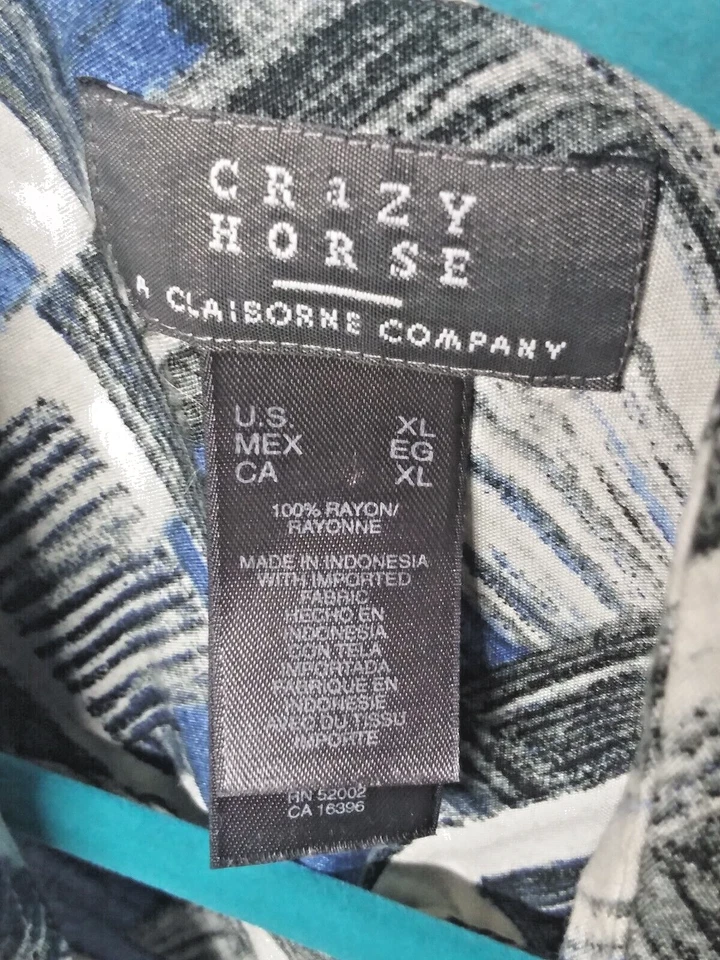 CRaZY
HORSE
A CLAIBORNE COMPANY
U.S. XL
MEX EG
CA XL
100% RAYON/
RAYONNE
MADE IN INDONESIA
WITH IMPORTED
FABRIC
HECHO EN
INDONESIA
CON TELA
IMPORTADA
FABRIQUE EN
INDONESIE
AVEC DU TISSU
IMPORTE
RN 52002
CA 16396